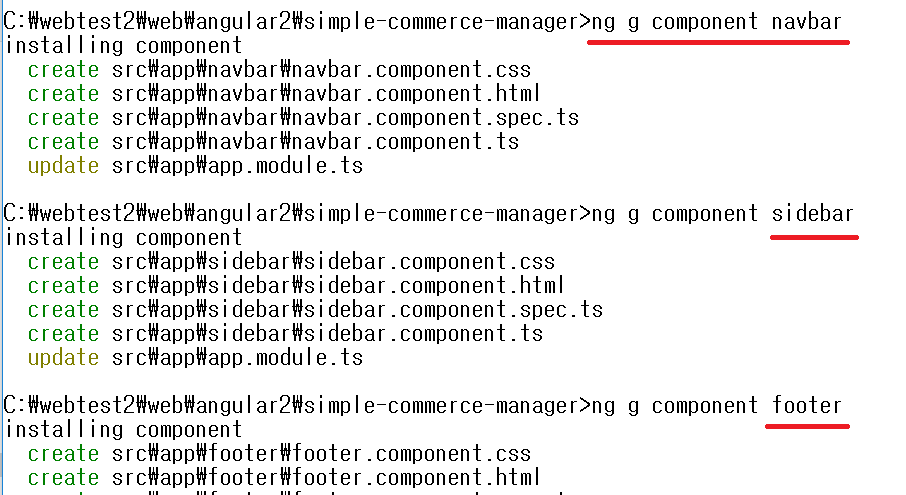 C:₩webtest2₩web₩angular2₩simple-commerce-manager>ng g component navbar
installing component
create src₩app₩navbar₩navbar.component.css
create src₩app₩navbar₩navbar.component.html
create src₩app₩navbar₩navbar.component.spec.ts
create src₩app₩navbar₩navbar.component.ts
update src₩app₩app.module.ts
C:₩webtest2₩web₩angular2₩simple-commerce-manager>ng g component sidebar
installing component
create src₩app₩sidebar₩sidebar.component.css
create src₩app₩sidebar₩sidebar.component.html
create src₩app₩sidebar₩sidebar.component.spec.ts
create src₩app₩sidebar₩sidebar.component.ts
update src₩app₩app.module.ts
C:₩webtest2₩web₩angular2₩simple-commerce-manager>ng g component footer
installing component
create src₩app₩footer₩footer.component.css
create src₩app₩footer₩footer.component.html